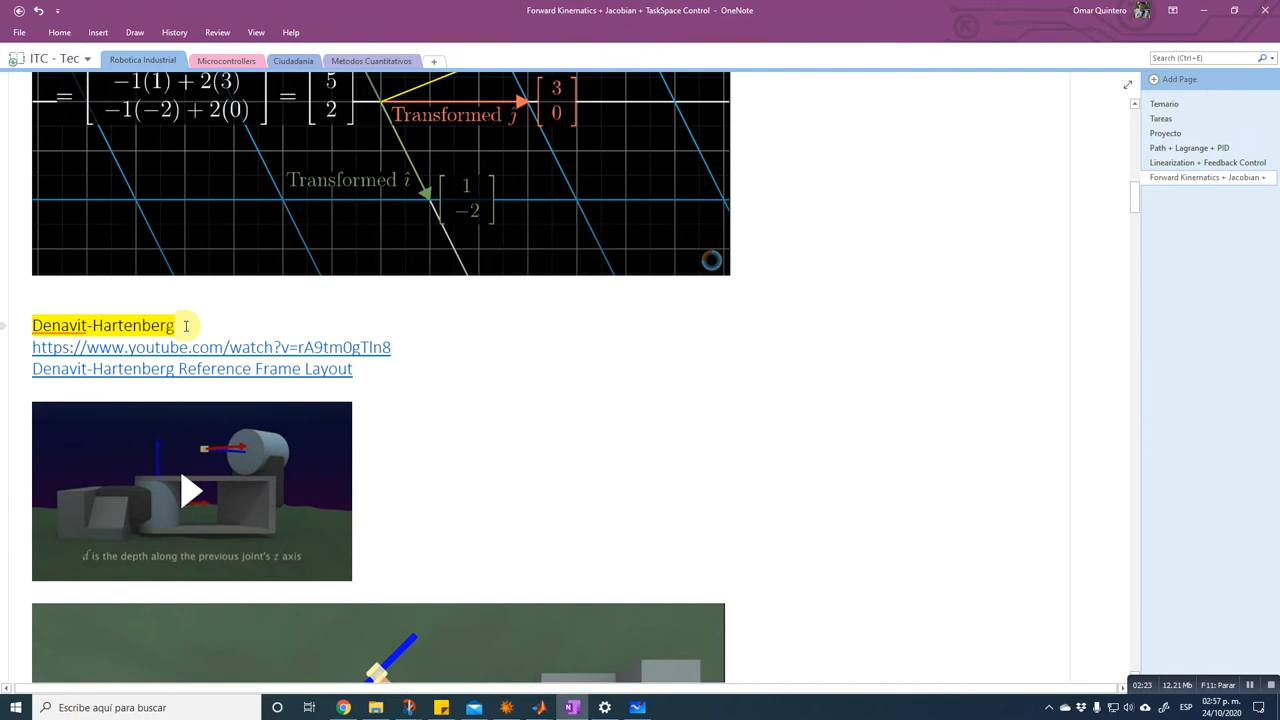 Forward Kinematics + Jacobian + TaskSpace Control - OneNote
Omar Quintero
File
Home
Insert
Draw
History
Review
View
Help
ITC - Tec
Robotica Industrial
Microcontrollers
Ciudadania
Metodos Cuantitativos
Search (Ctrl+E)
Add Page
Temario
Tareas
Proyecto
Path + Lagrange + PID
Linearization + Feedback Control
Forward Kinematics + Jacobian +
= [ −1(1) + 2(3) ] = [ 5 ]
[ −1(−2) + 2(0) ] [ 2 ]
Transformed ĵ [ 3 ]
[ 0 ]
Transformed î [ 1 ]
[ −2 ]
Denavit-Hartenberg
https://www.youtube.com/watch?v=rA9tm0gTln8
Denavit-Hartenberg Reference Frame Layout
d is the depth along the previous joint's z axis
02:23
12.21 MB
F11: Parar
Escribe aquí para buscar
ESP
02:57 p. m.
24/10/2020